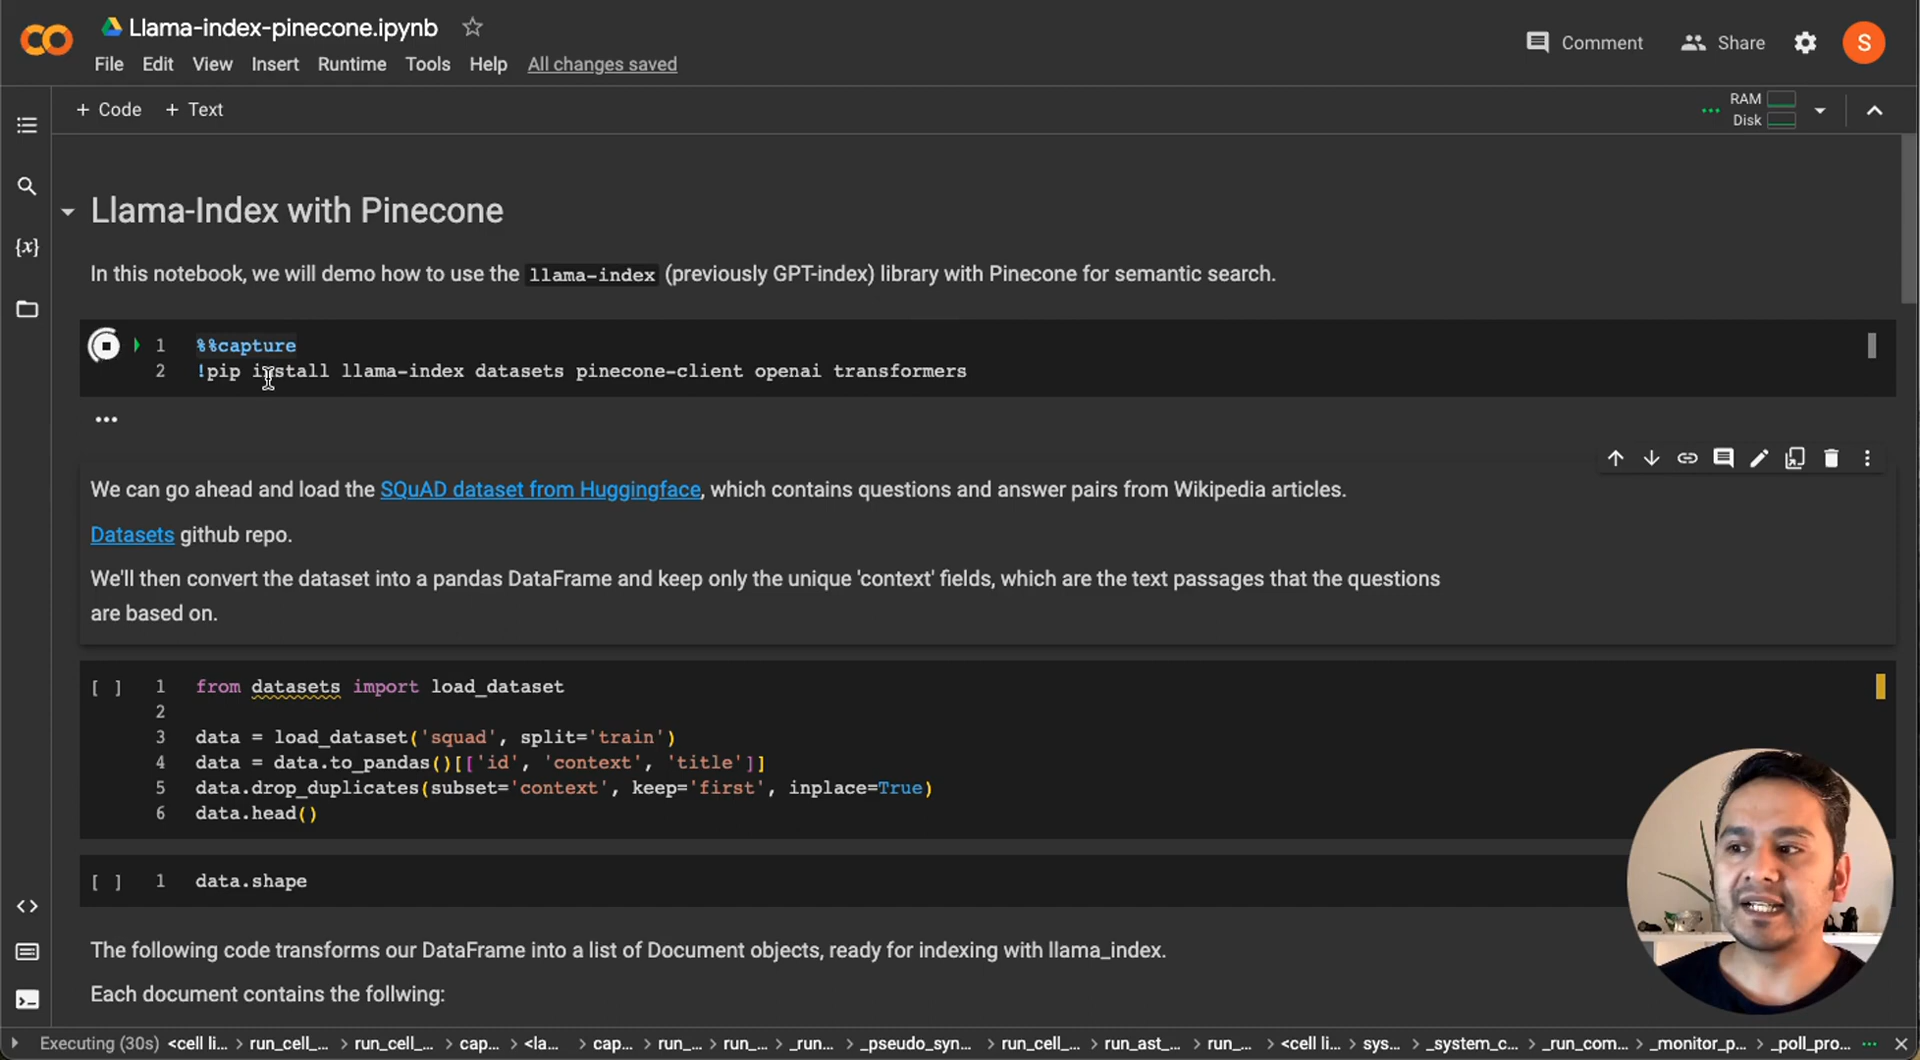 Llama-index-pinecone.ipynb
Comment
Share
S
File Edit View Insert Runtime Tools Help All changes saved
+ Code + Text
RAM
Disk
{x}
Llama-Index with Pinecone
In this notebook, we will demo how to use the llama-index (previously GPT-index) library with Pinecone for semantic search.
1 %%capture
2 !pip install llama-index datasets pinecone-client openai transformers
We can go ahead and load the SQuAD dataset from Huggingface, which contains questions and answer pairs from Wikipedia articles.
Datasets github repo.
We'll then convert the dataset into a pandas DataFrame and keep only the unique 'context' fields, which are the text passages that the questions
are based on.
[ ] 1 from datasets import load_dataset
2
3 data = load_dataset('squad', split='train')
4 data = data.to_pandas()[['id', 'context', 'title']]
5 data.drop_duplicates(subset='context', keep='first', inplace=True)
6 data.head()
[ ] 1 data.shape
The following code transforms our DataFrame into a list of Document objects, ready for indexing with llama_index.
Each document contains the follwing:
Executing (30s) <cell li... > run_cell_... > run_cell_... > cap... > <la... > cap... > run_... > run_... > _run... > _pseudo_syn... > run_cell_... > run_ast_... > run_... > <cell li... > sys... > _system_c... > _run_com... > _monitor_p... > _poll_pro...